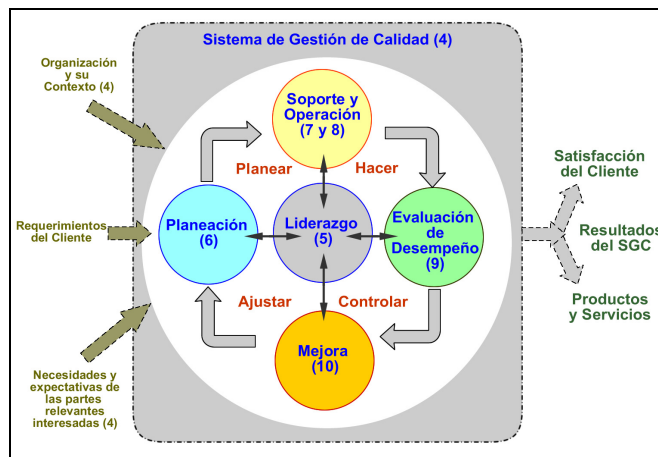 Sistema de Gestión de Calidad (4)
Organización
y su
Contexto (4)
Requerimientos
del Cliente
Necesidades y
expectativas de
las partes
relevantes
interesadas (4)
Soporte y
Operación
(7 y 8)
Planear
Hacer
Planeación
(6)
Liderazgo
(5)
Evaluación
de
Desempeño
(9)
Ajustar
Controlar
Mejora
(10)
Satisfacción
del Cliente
Resultados
del SGC
Productos
y Servicios